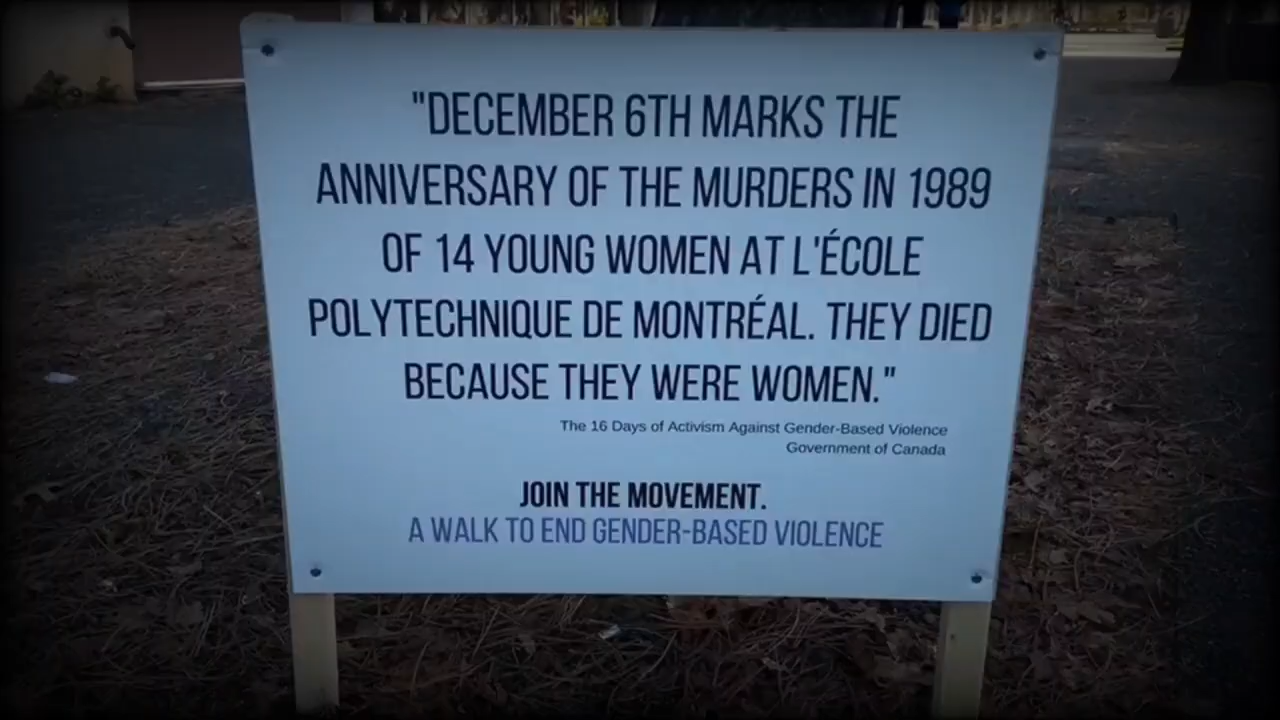 "DECEMBER 6TH MARKS THE
ANNIVERSARY OF THE MURDERS IN 1989
OF 14 YOUNG WOMEN AT L'ÉCOLE
POLYTECHNIQUE DE MONTRÉAL. THEY DIED
BECAUSE THEY WERE WOMEN."
The 16 Days of Activism Against Gender-Based Violence
Government of Canada
JOIN THE MOVEMENT.
A WALK TO END GENDER-BASED VIOLENCE